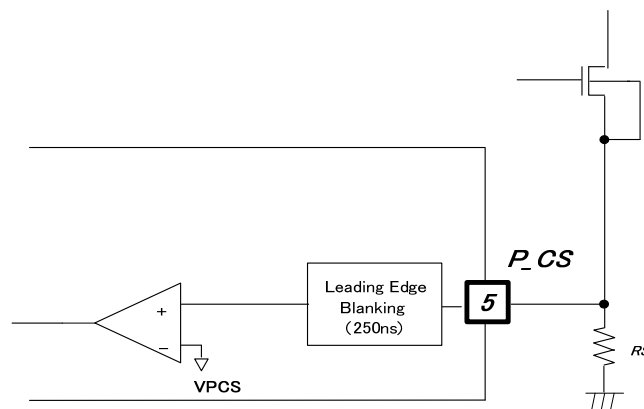 P_CS
Leading Edge
Blanking
(250ns)
5
+
−
VPCS